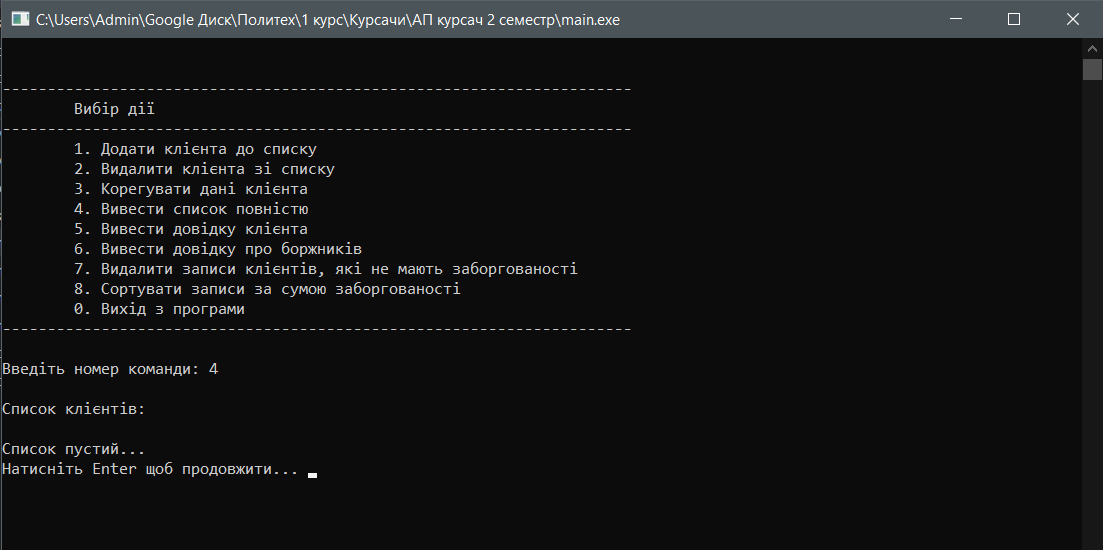 C:\Users\Admin\Google Диск\Политех\1 курс\Курсачи\АП курсач 2 семестр\main.exe
----------------------------------------------------------------------
Вибір дії
----------------------------------------------------------------------
1. Додати клієнта до списку
2. Видалити клієнта зі списку
3. Корегувати дані клієнта
4. Вивести список повністю
5. Вивести довідку клієнта
6. Вивести довідку про боржників
7. Видалити записи клієнтів, які не мають заборгованості
8. Сортувати записи за сумою заборгованості
0. Вихід з програми
----------------------------------------------------------------------
Введіть номер команди: 4
Список клієнтів:
Список пустий...
Натисніть Enter щоб продовжити...